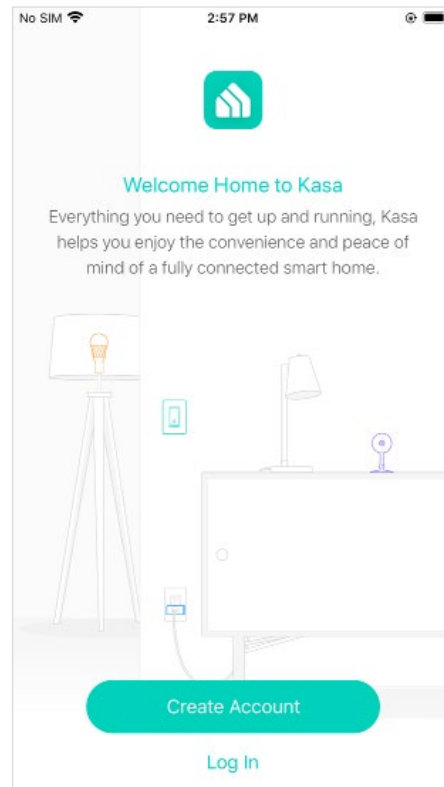 No SIM 2:57 PM
Welcome Home to Kasa
Everything you need to get up and running, Kasa
helps you enjoy the convenience and peace of
mind of a fully connected smart home.
Create Account
Log In